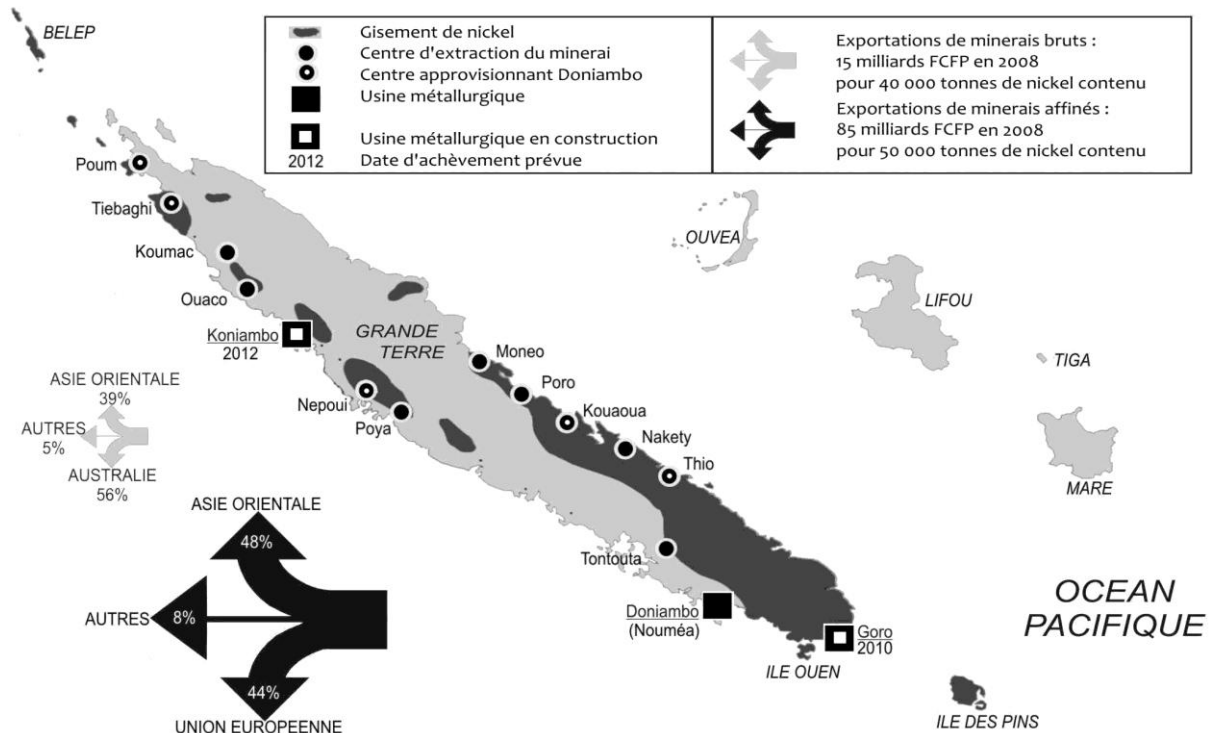 BELEP
Gisement de nickel
Centre d'extraction du minerai
Centre approvisionnant Doniambo
Usine métallurgique
Usine métallurgique en construction
2012 Date d'achèvement prévue
Exportations de minerais bruts :
15 milliards FCFP en 2008
pour 40 000 tonnes de nickel contenu
Exportations de minerais affinés :
85 milliards FCFP en 2008
pour 50 000 tonnes de nickel contenu
Poum
Tiebaghi
Koumac
Ouaco
Koniambo
2012
GRANDE
TERRE
Nepoui
Poya
Moneo
Poro
Kouaoua
Nakety
Thio
Tontouta
Doniambo
(Nouméa)
Goro
2010
ILE OUEN
ILE DES PINS
OUVEA
LIFOU
TIGA
MARE
OCEAN
PACIFIQUE
ASIE ORIENTALE
39%
AUTRES
5%
AUSTRALIE
56%
ASIE ORIENTALE
48%
AUTRES
8%
44%
UNION EUROPEENNE